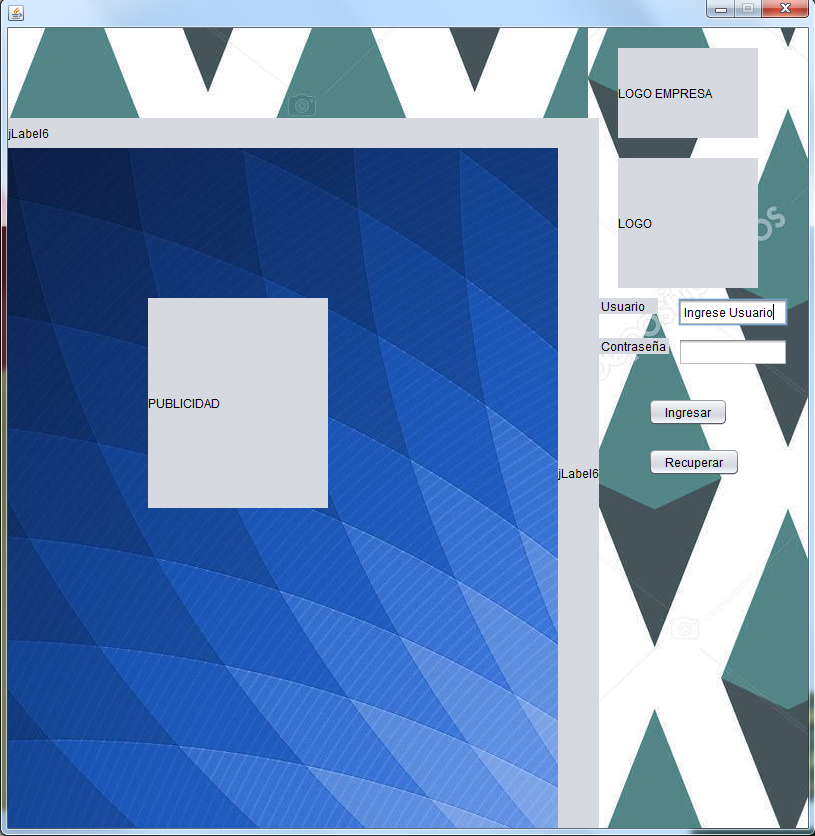 LOGO EMPRESA
jLabel6
LOGO
Usuario
Ingrese Usuario
Contraseña
PUBLICIDAD
Ingresar
Recuperar
jLabel6